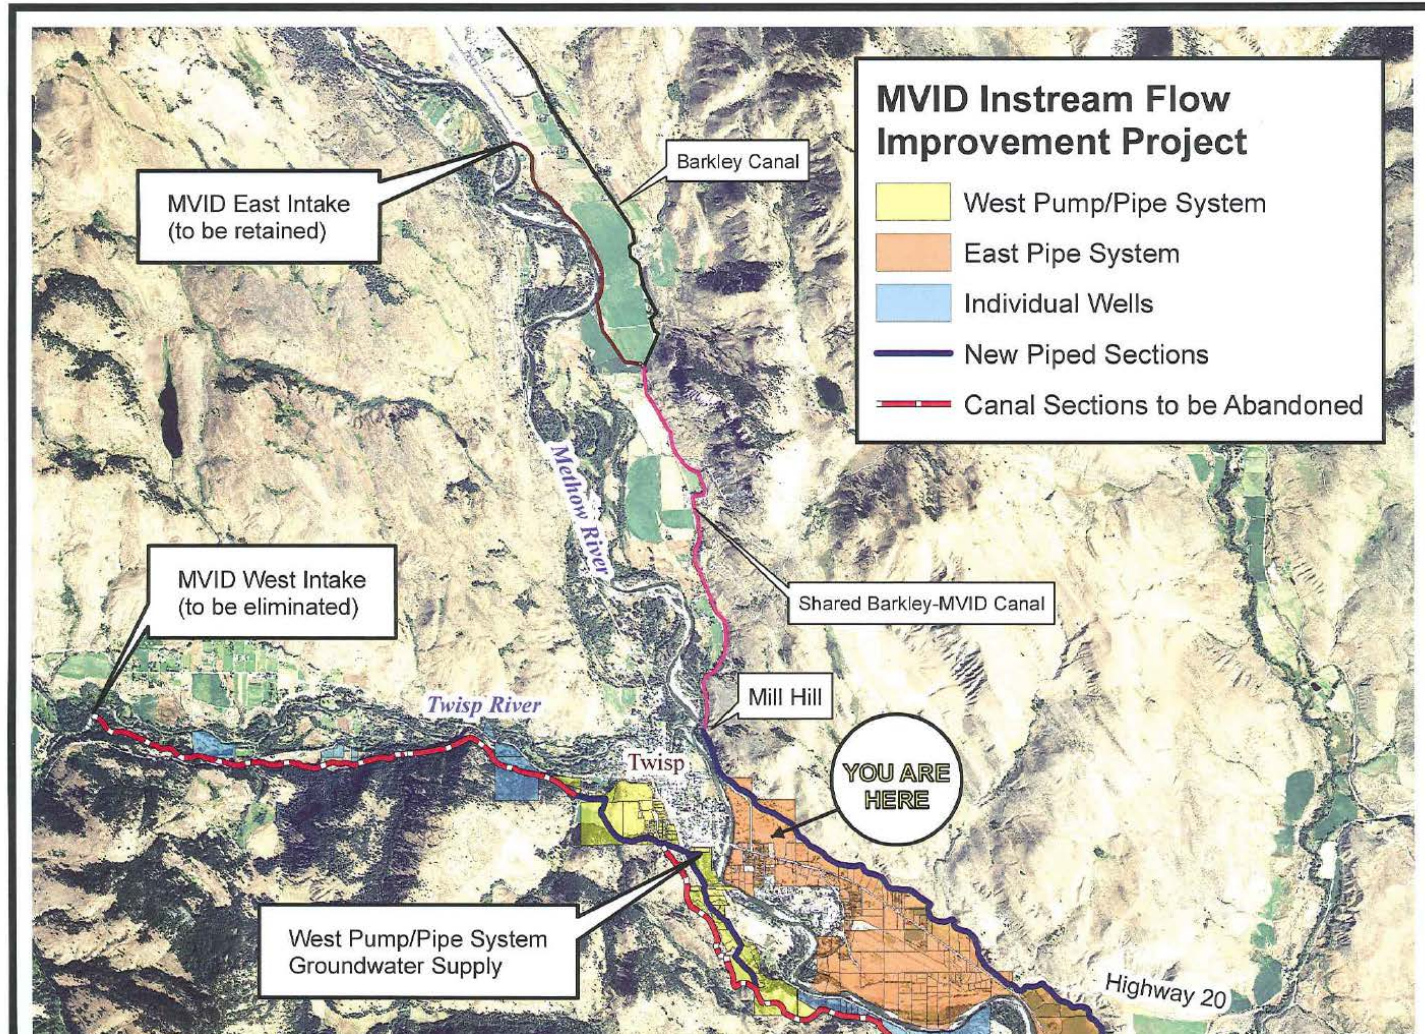 MVID Instream Flow
Improvement Project
West Pump/Pipe System
East Pipe System
Individual Wells
New Piped Sections
Canal Sections to be Abandoned
Barkley Canal
MVID East Intake
(to be retained)
Methow River
MVID West Intake
(to be eliminated)
Shared Barkley-MVID Canal
Mill Hill
Twisp River
Twisp
YOU ARE
HERE
West Pump/Pipe System
Groundwater Supply
Highway 20